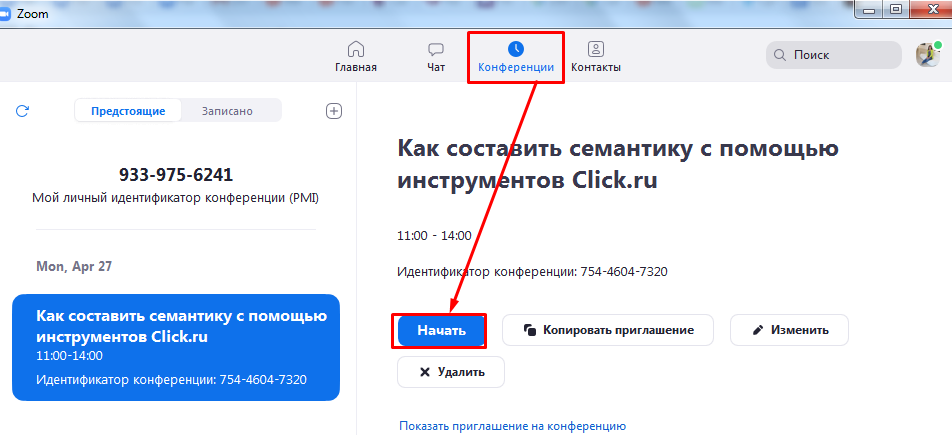 Zoom
Главная
Чат
Конференции
Контакты
Поиск
Предстоящие
Записано
933-975-6241
Мой личный идентификатор конференции (PMI)
Mon, Apr 27
Как составить семантику с помощью
инструментов Click.ru
11:00-14:00
Идентификатор конференции: 754-4604-7320
Как составить семантику с помощью
инструментов Click.ru
11:00 - 14:00
Идентификатор конференции: 754-4604-7320
Начать
Копировать приглашение
Изменить
Удалить
Показать приглашение на конференцию